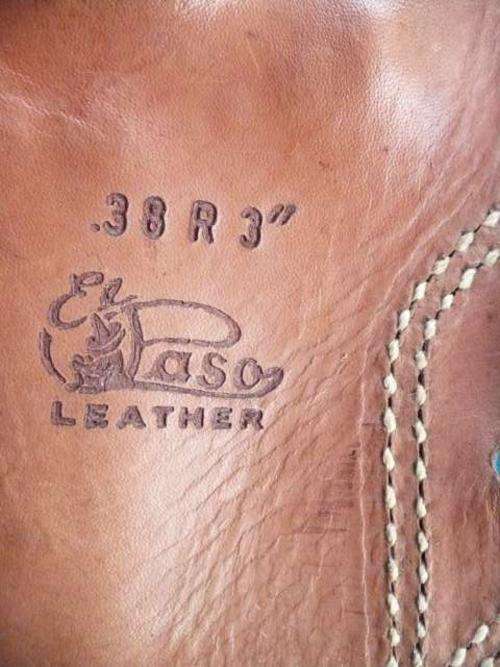 .38 R 3"
El
Paso
LEATHER